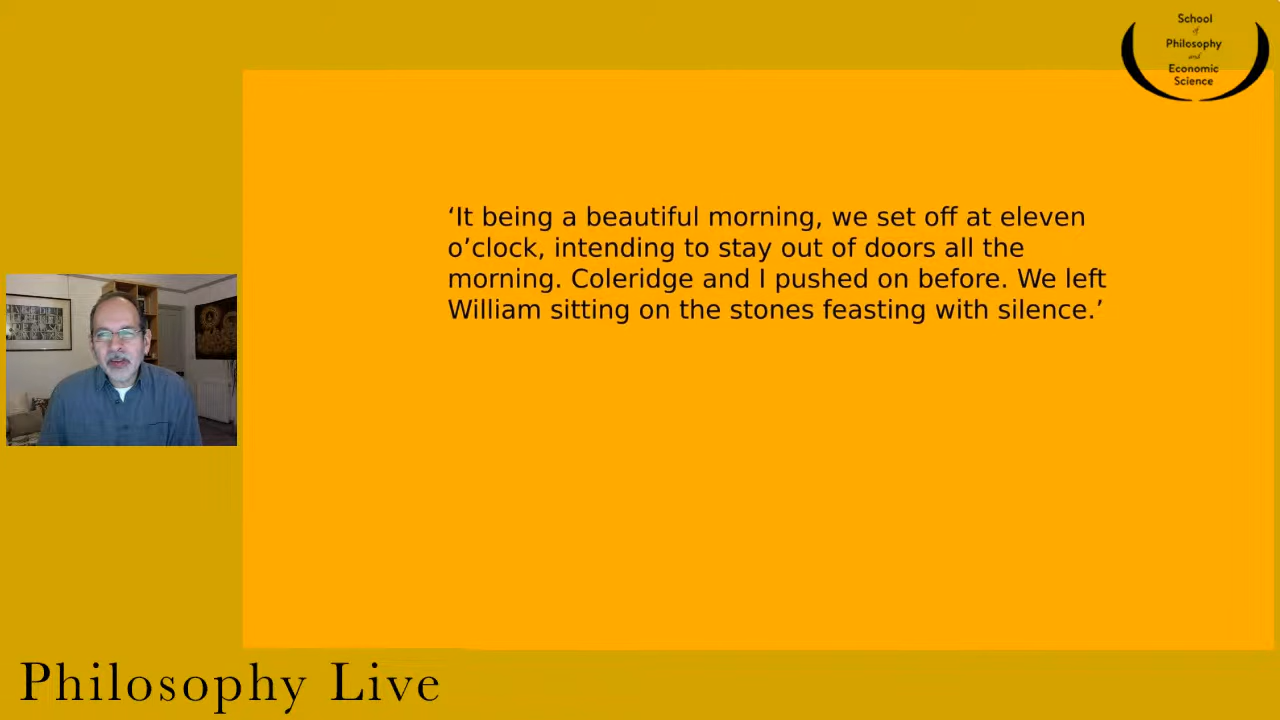 School
of
Philosophy
and
Economic
Science
‘It being a beautiful morning, we set off at eleven
o’clock, intending to stay out of doors all the
morning. Coleridge and I pushed on before. We left
William sitting on the stones feasting with silence.’
Philosophy Live